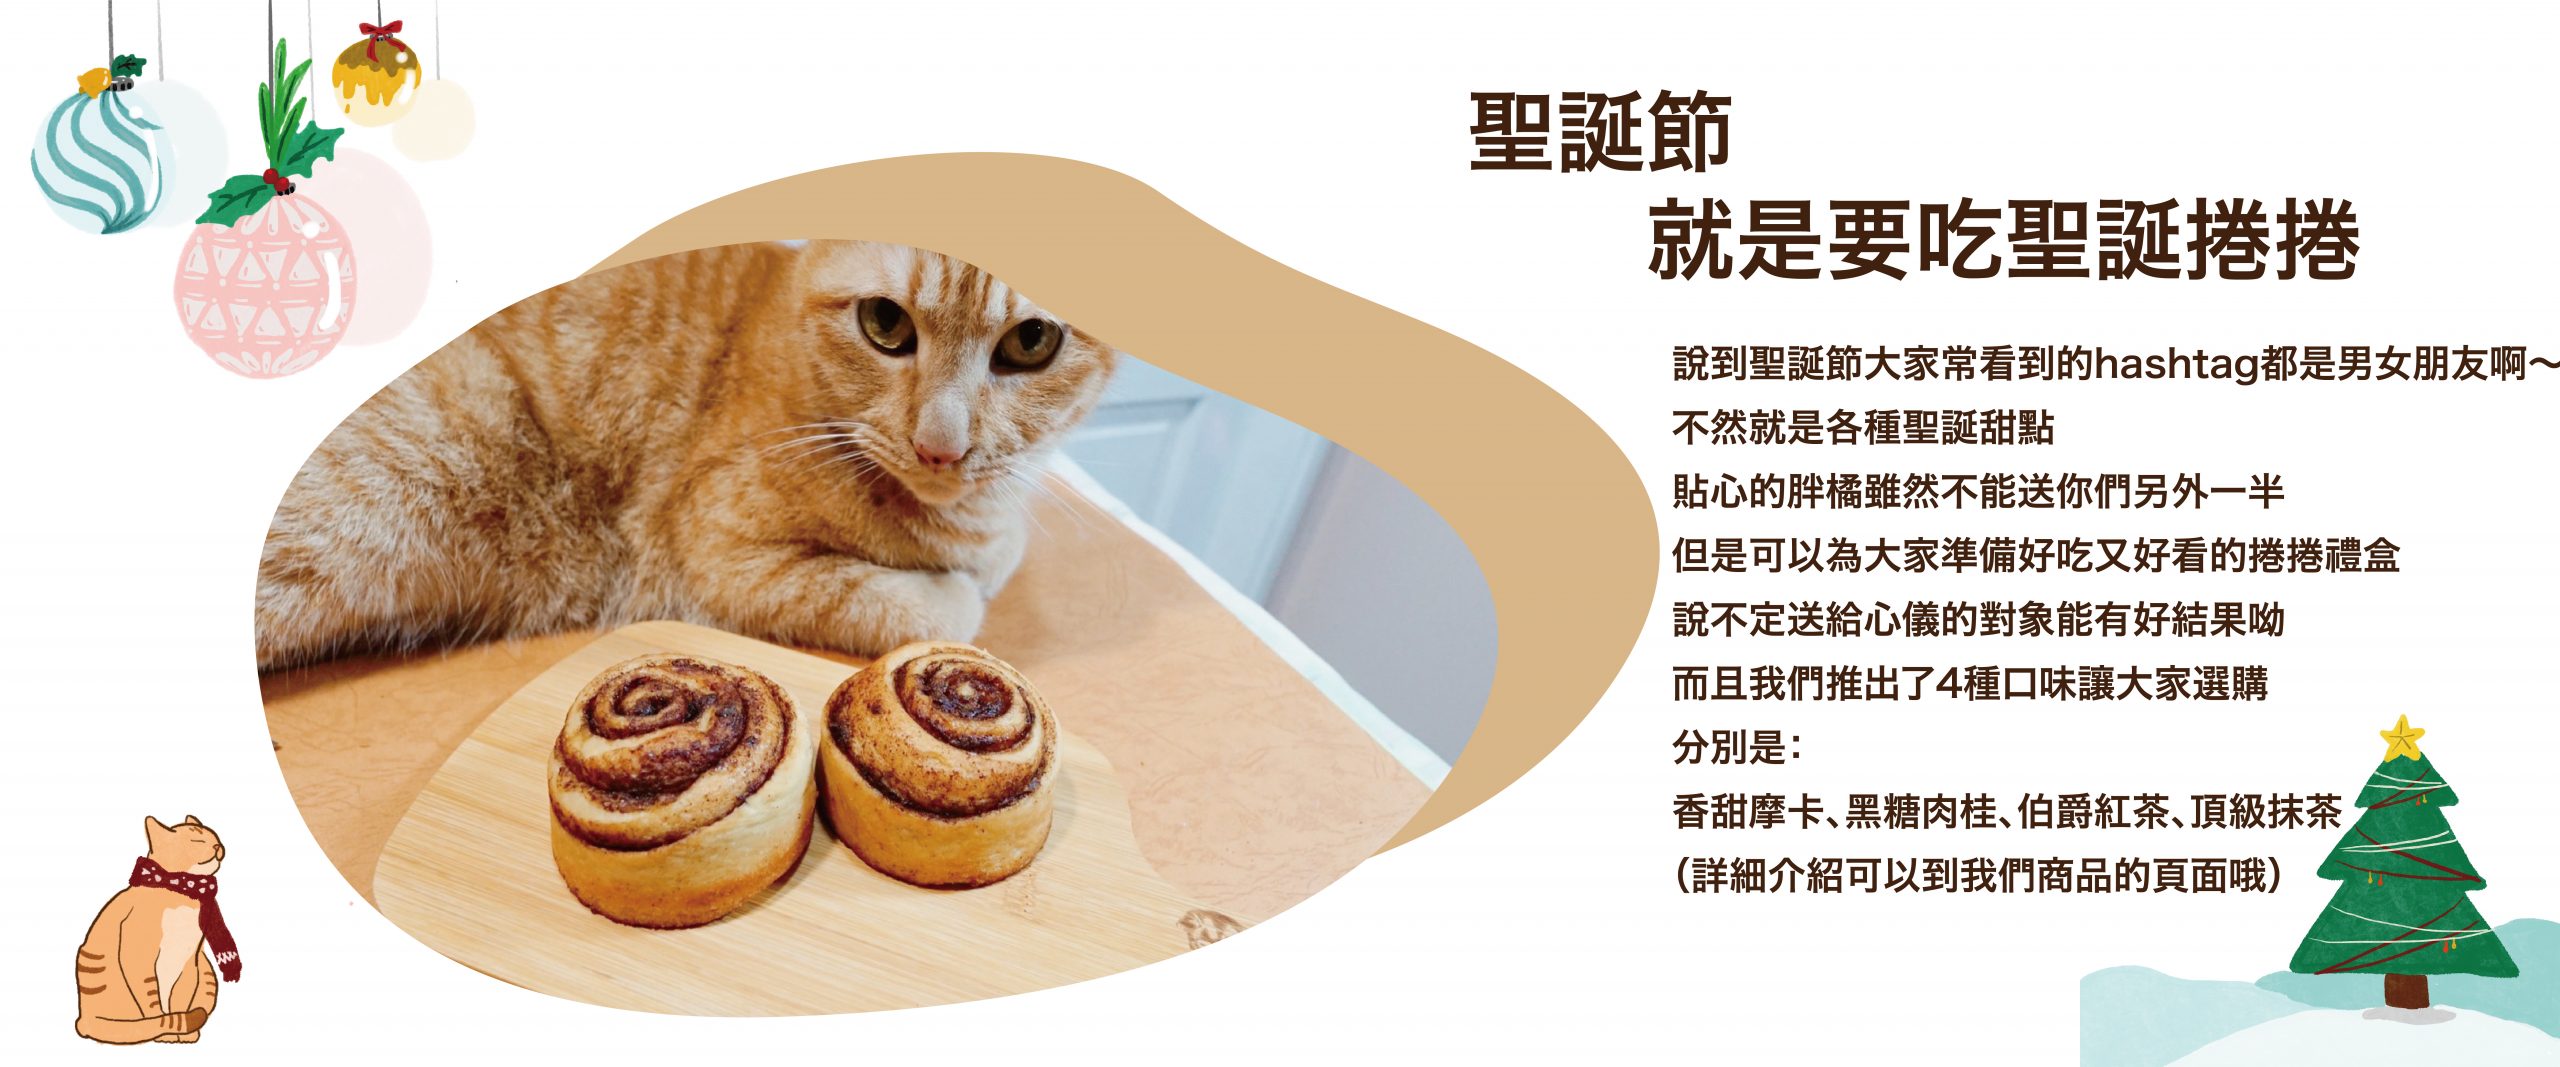 聖誕節
就是要吃聖誕捲捲
說到聖誕節大家常看到的hashtag都是男女朋友啊～
不然就是各種聖誕甜點
貼心的胖橘雖然不能送你們另外一半
但是可以為大家準備好吃又好看的捲捲禮盒
說不定送給心儀的對象能有好結果呦
而且我們推出了4種口味讓大家選購
分別是：
香甜摩卡、黑糖肉桂、伯爵紅茶、頂級抹茶
（詳細介紹可以到我們商品的頁面哦）